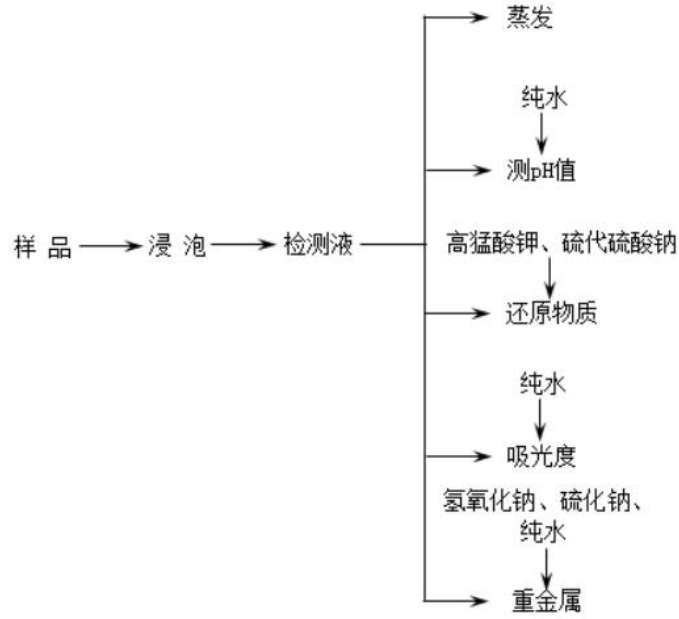 蒸发
纯水
测pH值
样 品
浸 泡
检测液
高猛酸钾、硫代硫酸钠
还原物质
纯水
吸光度
氢氧化钠、硫化钠、
纯水
重金属